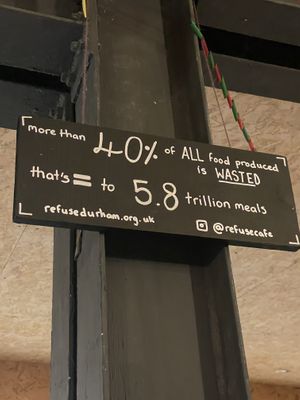 more than 40% of ALL food produced
is WASTED
that's = to 5.8 trillion meals
refusedurham.org.uk
@refusecafe